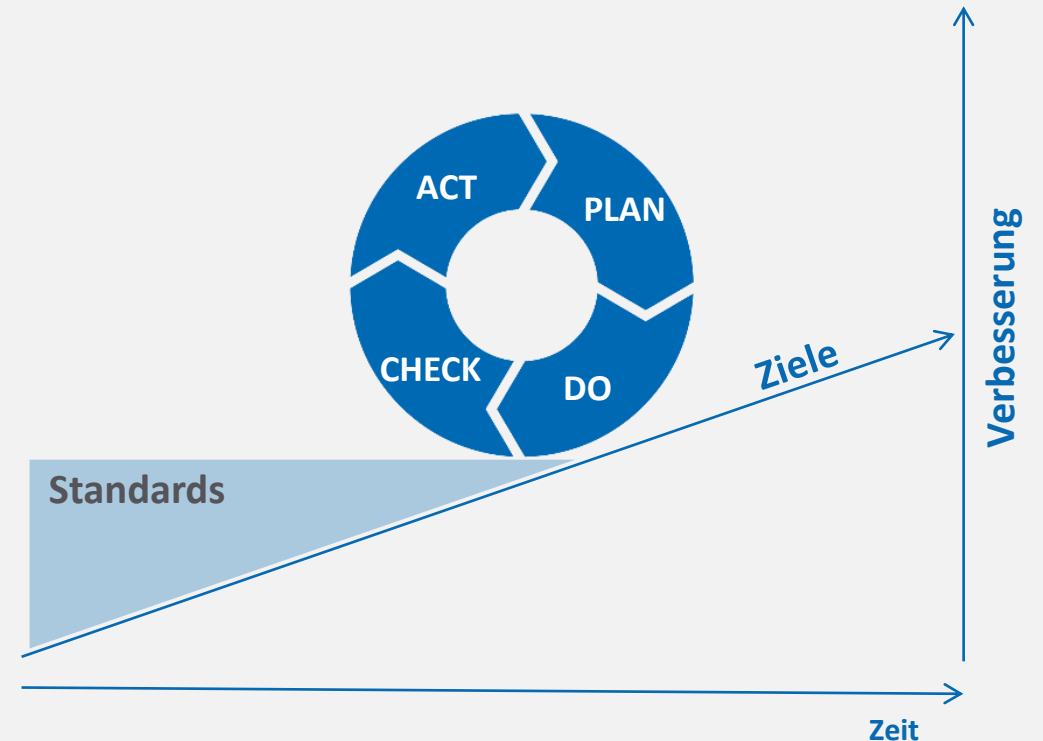 ACT
PLAN
CHECK
DO
Ziele
Verbesserung
Standards
Zeit